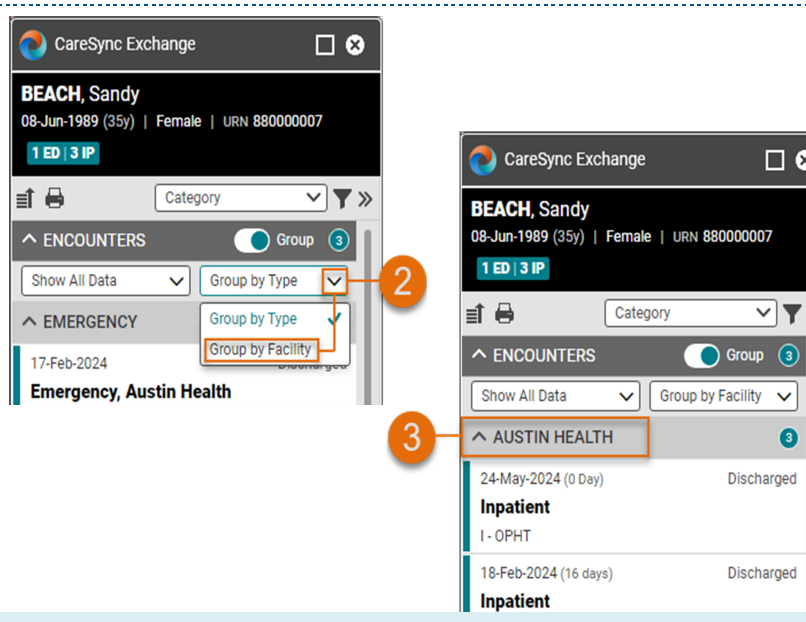 CareSync Exchange
BEACH, Sandy
08-Jun-1989 (35y) | Female | URN 880000007
1 ED | 3 IP
Category
ENCOUNTERS Group 3
Show All Data Group by Type
EMERGENCY Group by Type
Group by Facility
17-Feb-2024 Discharged
Emergency, Austin Health
2
CareSync Exchange
BEACH, Sandy
08-Jun-1989 (35y) | Female | URN 880000007
1 ED | 3 IP
Category
ENCOUNTERS Group 3
Show All Data Group by Facility
3
AUSTIN HEALTH 3
24-May-2024 (0 Day) Discharged
Inpatient
I - OPHT
18-Feb-2024 (16 days) Discharged
Inpatient